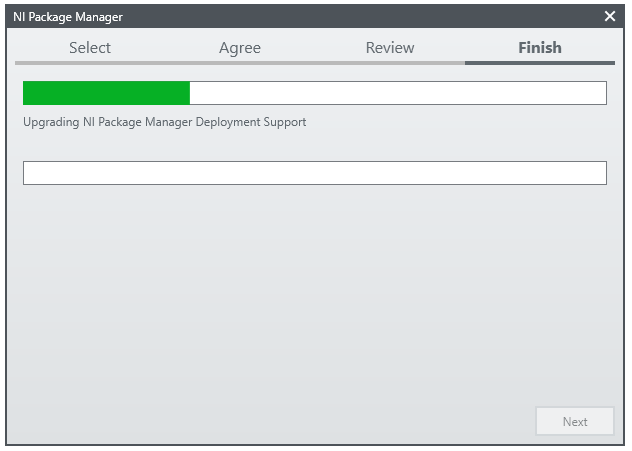 NI Package Manager
Select Agree Review Finish
Upgrading NI Package Manager Deployment Support
Next